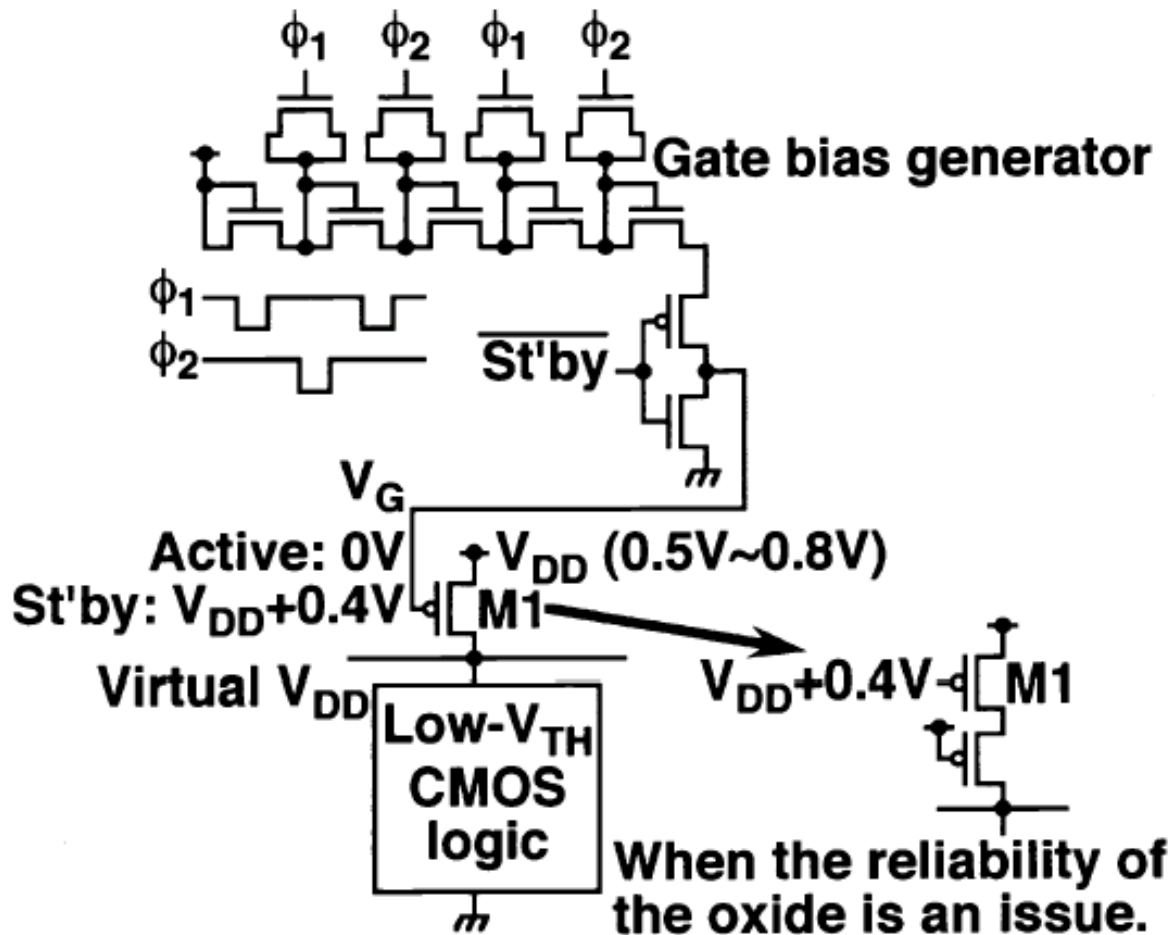 ϕ1 ϕ2 ϕ1 ϕ2
Gate bias generator
ϕ1
ϕ2
St'by
VG
Active: 0V
St'by: VDD+0.4V
VDD (0.5V~0.8V)
M1
Virtual VDD
Low-VTH
CMOS
logic
VDD+0.4V
M1
When the reliability of
the oxide is an issue.